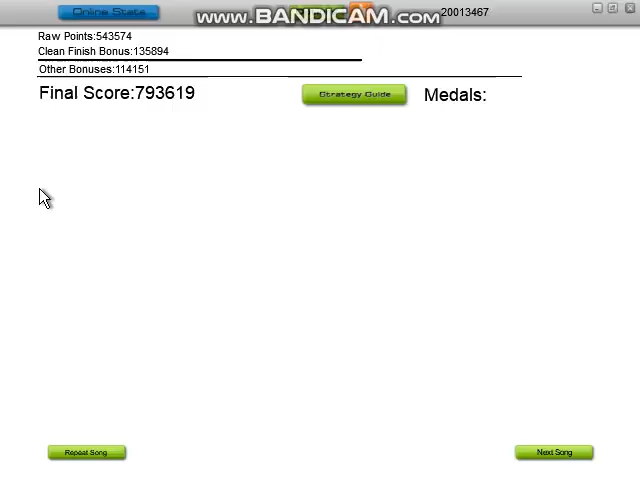 Online Stats
www.BANDICAM.com
20013467
Raw Points:543574
Clean Finish Bonus:135894
Other Bonuses:114151
Final Score:793619
Strategy Guide
Medals:
Repeat Song
Next Song